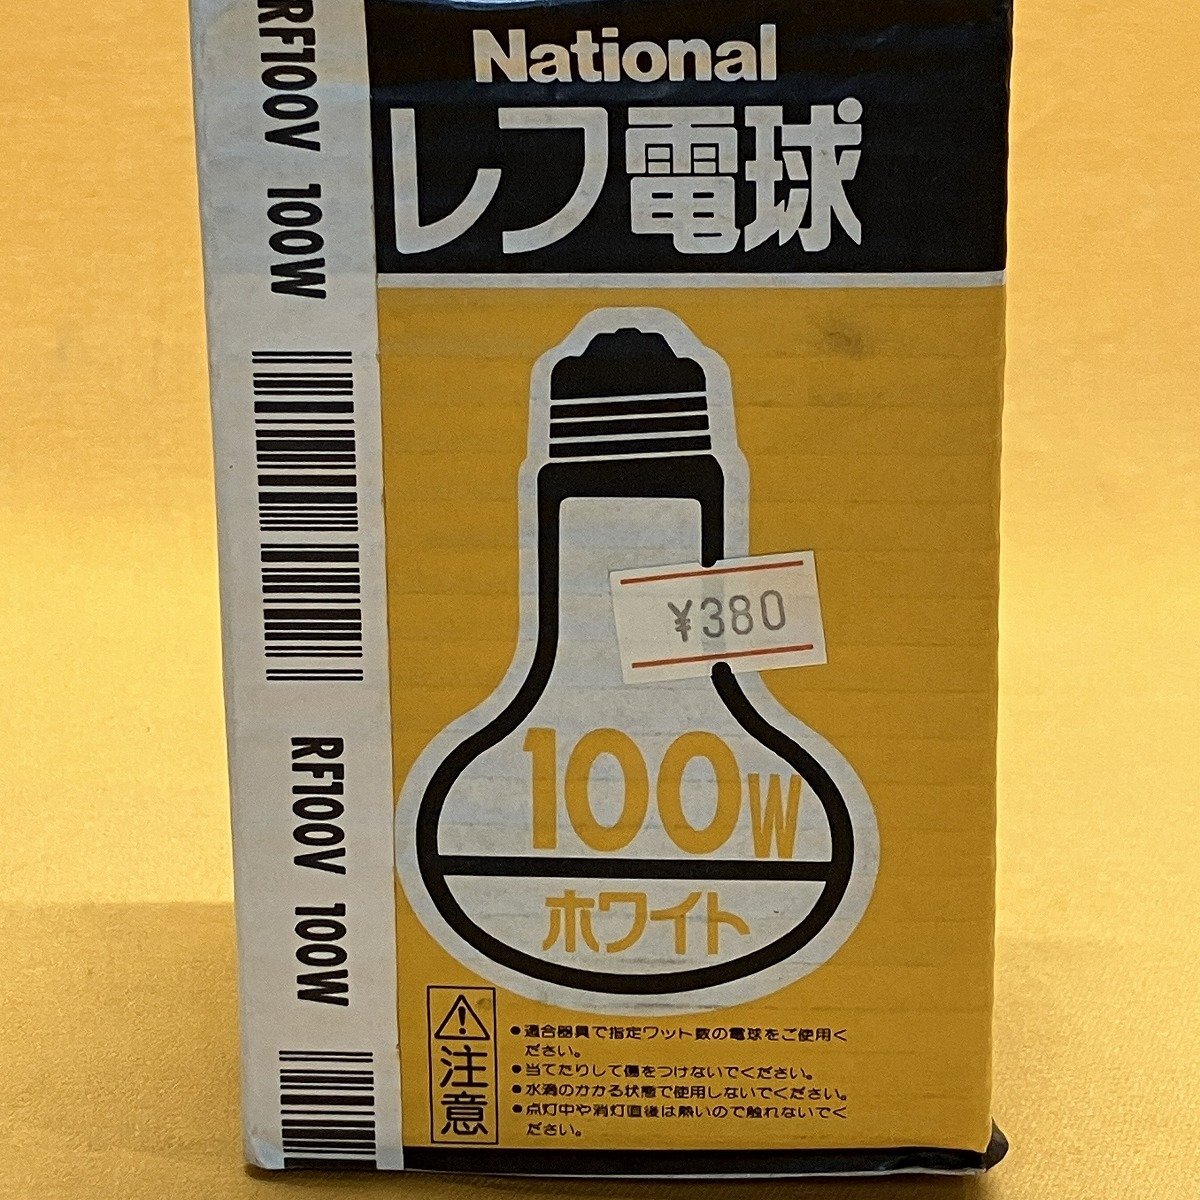 National
レフ電球
RF100V 100W
¥380
100W
ホワイト
RF100V 100W
注意
●適合器具で指定ワット数の電球をご使用く
ださい。
●当てたりして傷をつけないでください。
●水滴のかかる状態で使用しないでください。
●点灯中や消灯直後は熱いので触れないでく
ださい。